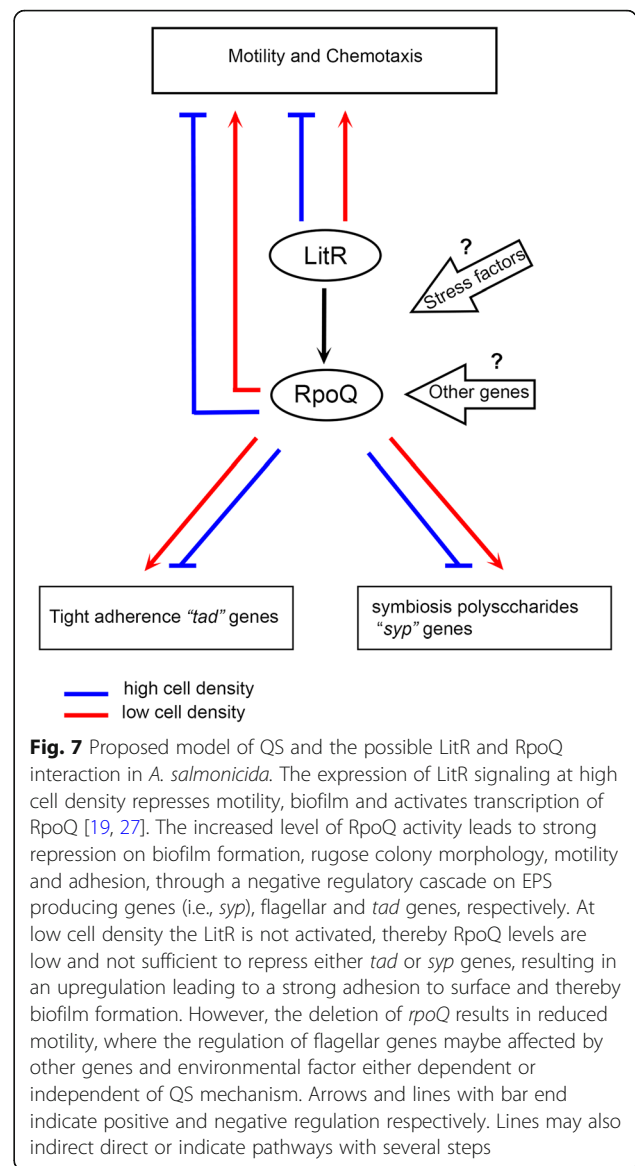 Motility and Chemotaxis
LitR
?
Stress factors
RpoQ
?
Other genes
Tight adherence "tad" genes
symbiosis polysccharides
"syp" genes
high cell density
low cell density
Fig. 7 Proposed model of QS and the possible LitR and RpoQ
interaction in A. salmonicida. The expression of LitR signaling at high
cell density represses motility, biofilm and activates transcription of
RpoQ [19, 27]. The increased level of RpoQ activity leads to strong
repression on biofilm formation, rugose colony morphology, motility
and adhesion, through a negative regulatory cascade on EPS
producing genes (i.e., syp), flagellar and tad genes, respectively. At
low cell density the LitR is not activated, thereby RpoQ levels are
low and not sufficient to repress either tad or syp genes, resulting in
an upregulation leading to a strong adhesion to surface and thereby
biofilm formation. However, the deletion of rpoQ results in reduced
motility, where the regulation of flagellar genes maybe affected by
other genes and environmental factor either dependent or
independent of QS mechanism. Arrows and lines with bar end
indicate positive and negative regulation respectively. Lines may also
indirect direct or indicate pathways with several steps